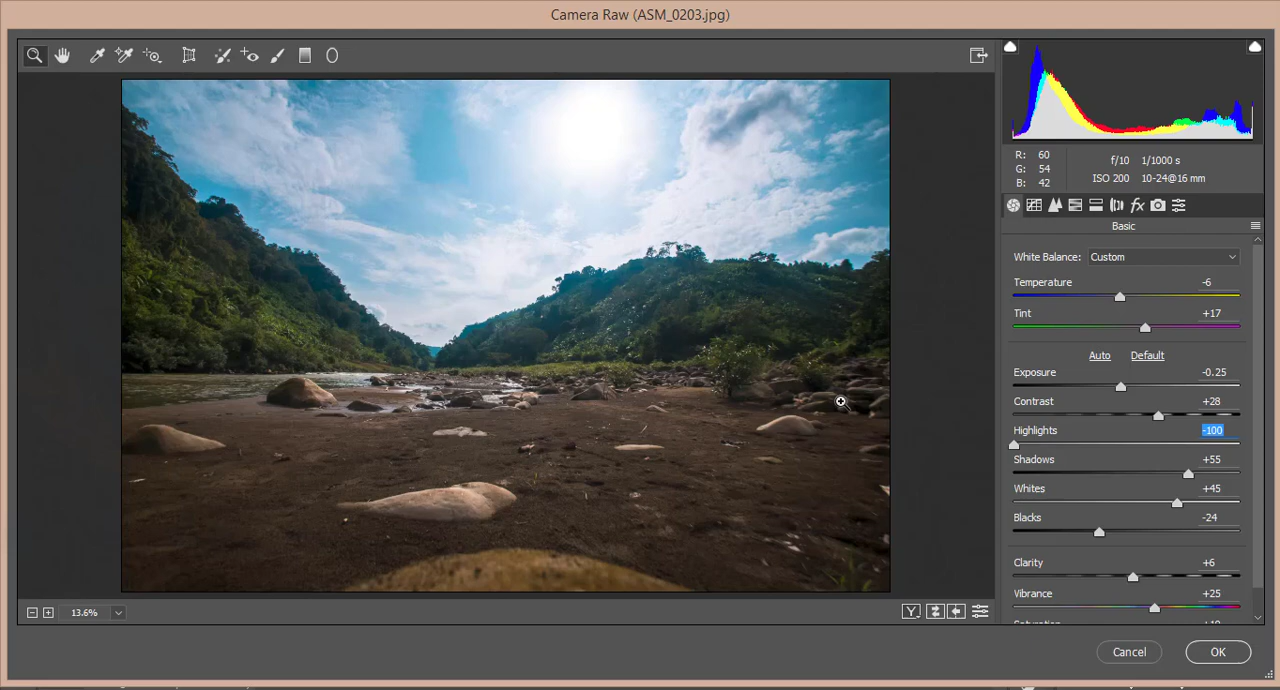 Camera Raw (ASM_0203.jpg)
R: 60
G: 54
B: 42
f/10 1/1000 s
ISO 200 10-24@16 mm
fx
Basic
White Balance: Custom
Temperature -6
Tint +17
Auto Default
Exposure -0.25
Contrast +28
Highlights -100
Shadows +55
Whites +45
Blacks -24
Clarity +6
Vibrance +25
13.6%
Y
Cancel OK